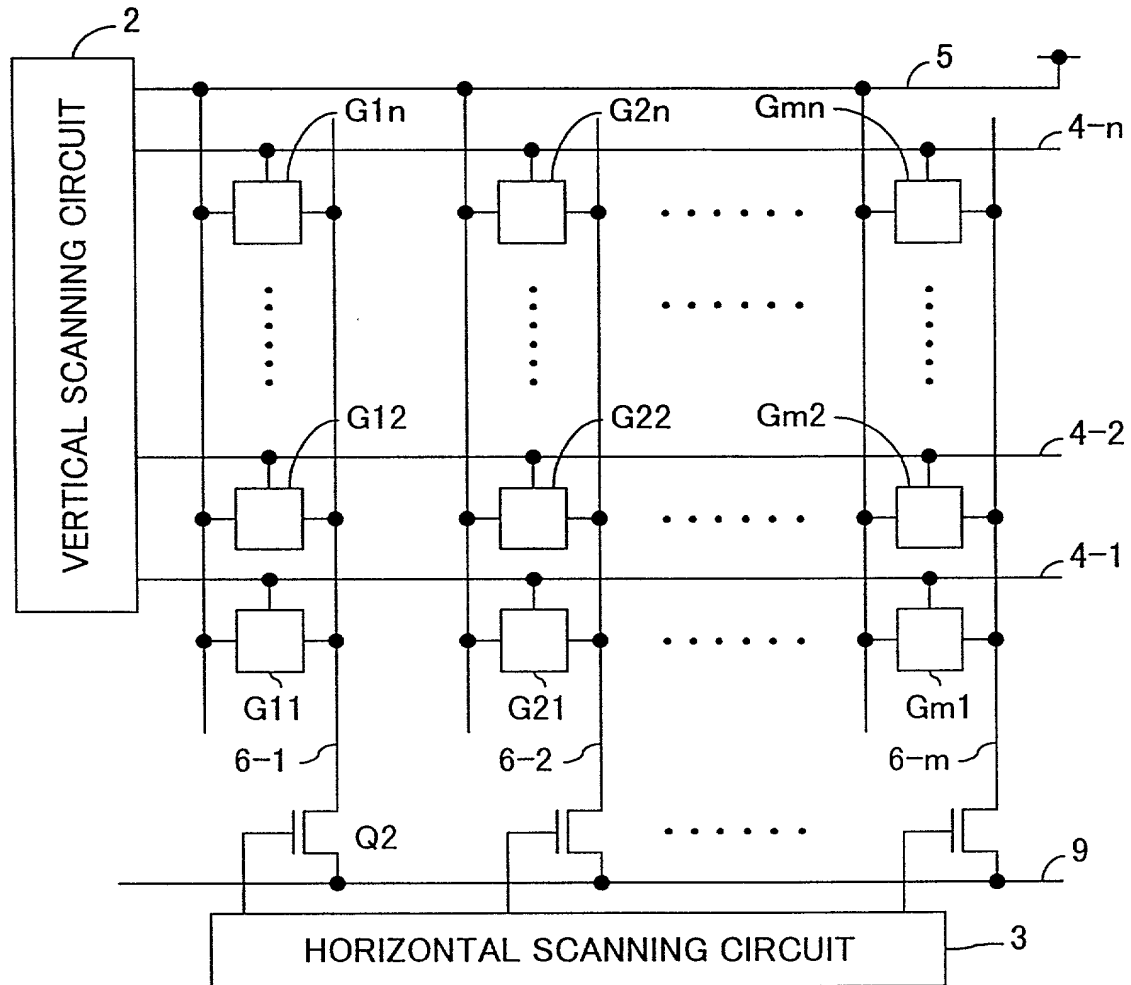 2
5
G1n
G2n
Gmn
4-n
VERTICAL SCANNING CIRCUIT
G12
G22
Gm2
4-2
4-1
G11
G21
Gm1
6-1
6-2
6-m
Q2
9
HORIZONTAL SCANNING CIRCUIT
3